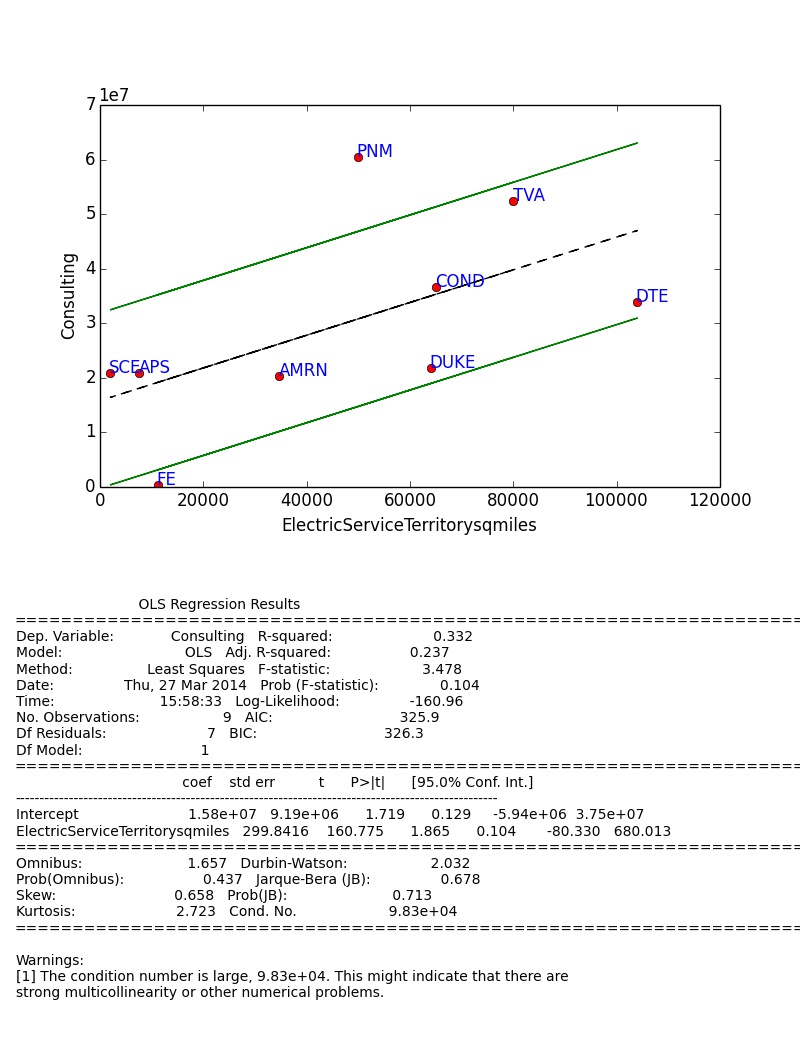 1e7
7
6
5
4
3
2
1
0
Consulting
PNM
TVA
COND
DTE
SCE
APS
AMRN
DUKE
FE
0 20000 40000 60000 80000 100000 120000
ElectricServiceTerritorysqmiles
OLS Regression Results
==============================================================================
Dep. Variable: Consulting R-squared: 0.332
Model: OLS Adj. R-squared: 0.237
Method: Least Squares F-statistic: 3.478
Date: Thu, 27 Mar 2014 Prob (F-statistic): 0.104
Time: 15:58:33 Log-Likelihood: -160.96
No. Observations: 9 AIC: 325.9
Df Residuals: 7 BIC: 326.3
Df Model: 1
==============================================================================
coef std err t P>|t| [95.0% Conf. Int.]
------------------------------------------------------------------------------
Intercept 1.58e+07 9.19e+06 1.719 0.129 -5.94e+06 3.75e+07
ElectricServiceTerritorysqmiles 299.8416 160.775 1.865 0.104 -80.330 680.013
==============================================================================
Omnibus: 1.657 Durbin-Watson: 2.032
Prob(Omnibus): 0.437 Jarque-Bera (JB): 0.678
Skew: 0.658 Prob(JB): 0.713
Kurtosis: 2.723 Cond. No. 9.83e+04
==============================================================================
Warnings:
[1] The condition number is large, 9.83e+04. This might indicate that there are
strong multicollinearity or other numerical problems.